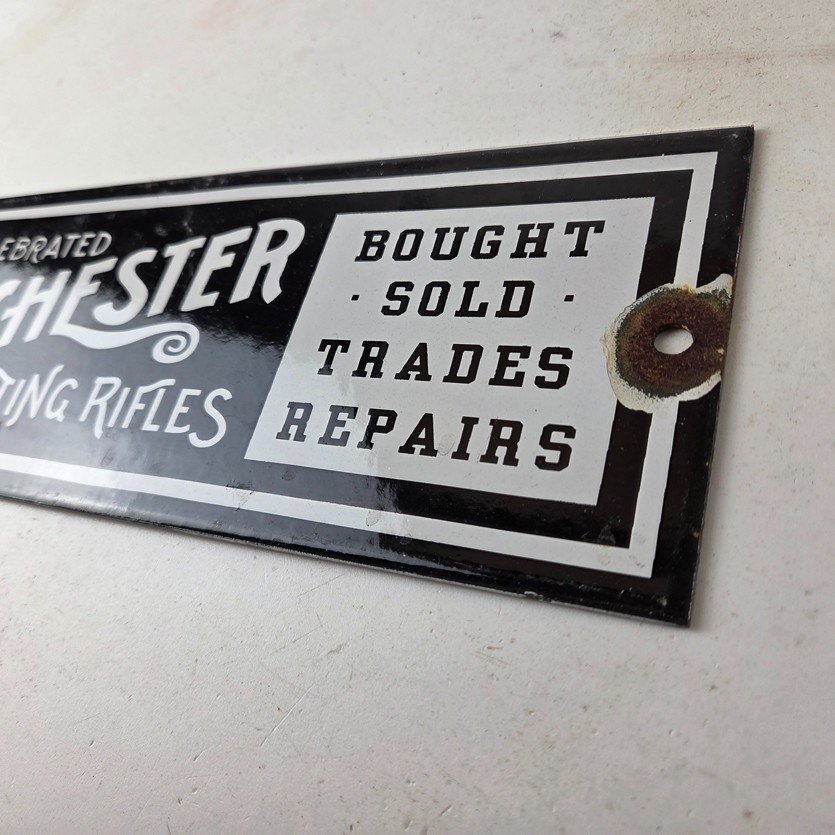 EBRATED
CHESTER
TING RIFLES
BOUGHT
· SOLD ·
TRADES
REPAIRS